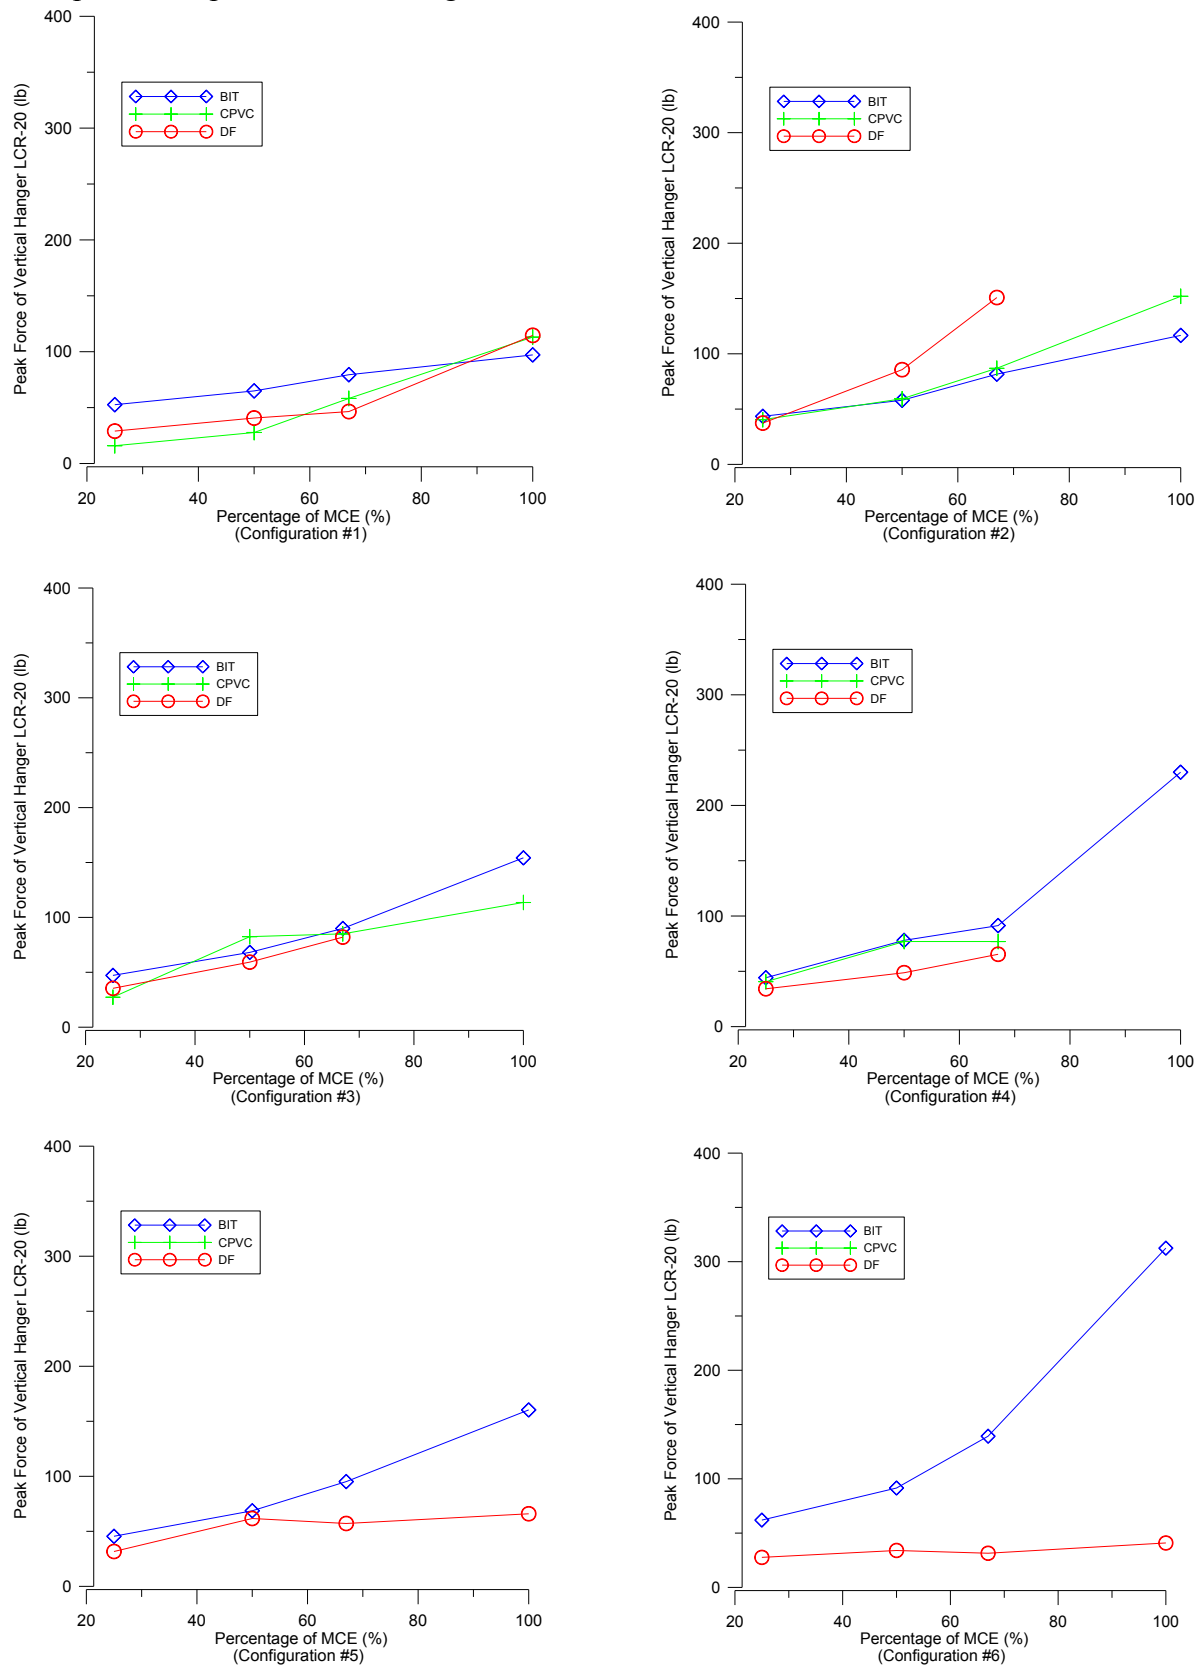 400
300
200
100
0
Peak Force of Vertical Hanger LCR-20 (lb)
BIT
CPVC
DF
20 40 60 80 100
Percentage of MCE (%)
(Configuration #1)
400
300
200
100
0
Peak Force of Vertical Hanger LCR-20 (lb)
BIT
CPVC
DF
20 40 60 80 100
Percentage of MCE (%)
(Configuration #2)
400
300
200
100
0
Peak Force of Vertical Hanger LCR-20 (lb)
BIT
CPVC
DF
20 40 60 80 100
Percentage of MCE (%)
(Configuration #3)
400
300
200
100
0
Peak Force of Vertical Hanger LCR-20 (lb)
BIT
CPVC
DF
20 40 60 80 100
Percentage of MCE (%)
(Configuration #4)
400
300
200
100
0
Peak Force of Vertical Hanger LCR-20 (lb)
BIT
CPVC
DF
20 40 60 80 100
Percentage of MCE (%)
(Configuration #5)
400
300
200
100
0
Peak Force of Vertical Hanger LCR-20 (lb)
BIT
CPVC
DF
20 40 60 80 100
Percentage of MCE (%)
(Configuration #6)